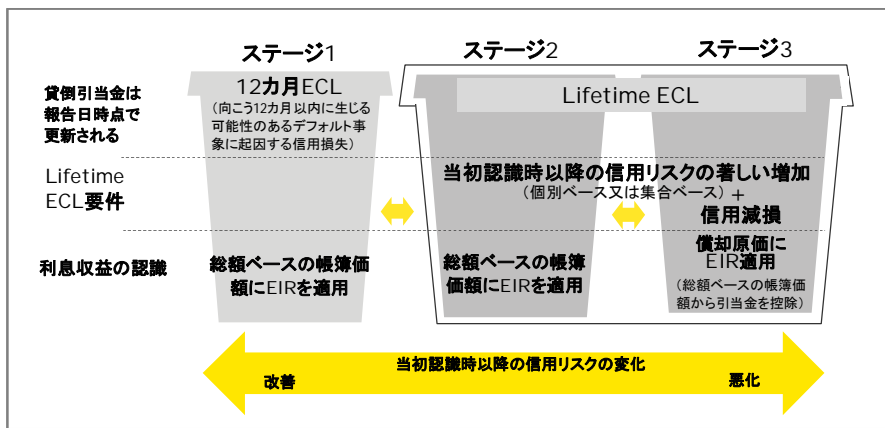 ステージ1
ステージ2
ステージ3
貸倒引当金は
報告日時点で
更新される
12カ月ECL
(向こう12カ月以内に生じる
可能性のあるデフォルト事
象に起因する信用損失)
Lifetime ECL
Lifetime
ECL要件
当初認識時以降の信用リスクの著しい増加
(個別ベース又は集合ベース) +
信用減損
利息収益の認識
総額ベースの帳簿価
額にEIRを適用
総額ベースの帳簿
価額にEIRを適用
償却原価に
EIR適用
(総額ベースの帳簿価
額から引当金を控除)
当初認識時以降の信用リスクの変化
改善
悪化